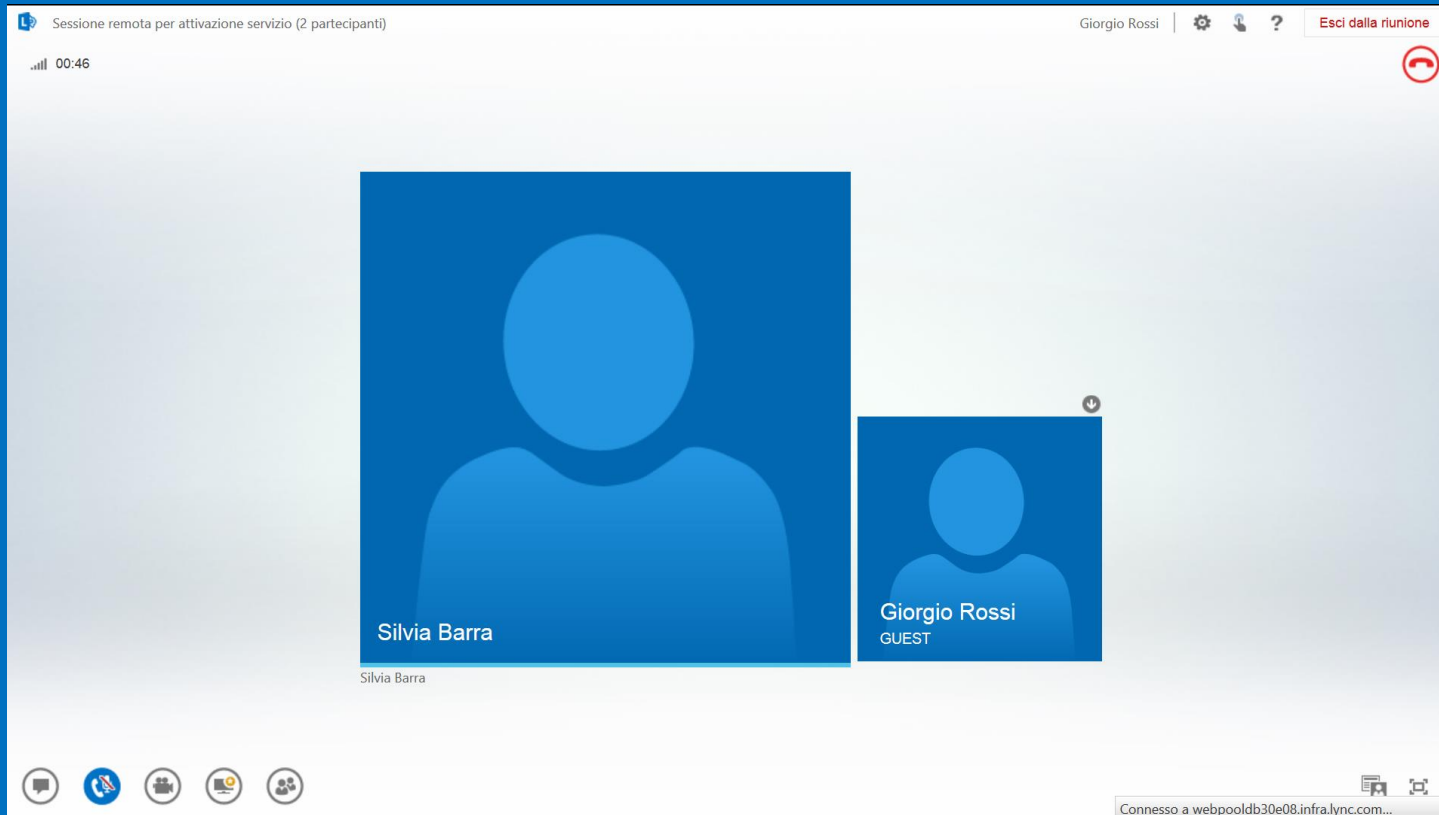 Sessione remota per attivazione servizio (2 partecipanti)
Giorgio Rossi
?
Esci dalla riunione
00:46
Silvia Barra
Giorgio Rossi
GUEST
Silvia Barra
Connesso a webpooldb30e08.infra.lync.com...